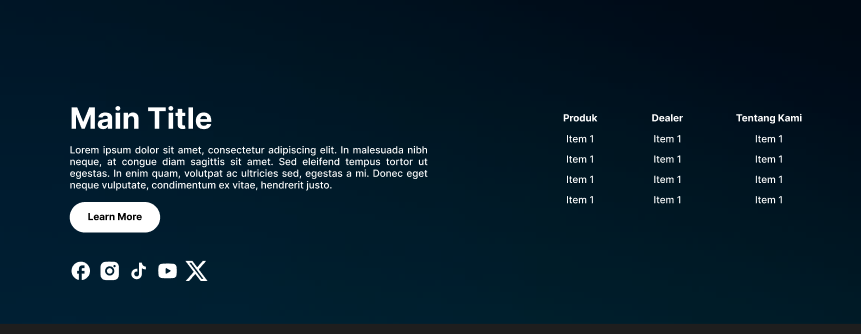 Main Title
Lorem ipsum dolor sit amet, consectetur adipiscing elit. In malesuada nibh
neque, at congue diam sagittis sit amet. Sed eleifend tempus tortor ut
egestas. In enim quam, volutpat ac ultricies sed, egestas a mi. Donec eget
neque vulputate, condimentum ex vitae, hendrerit justo.
Learn More
Produk Dealer Tentang Kami
Item 1 Item 1 Item 1
Item 1 Item 1 Item 1
Item 1 Item 1 Item 1
Item 1 Item 1 Item 1